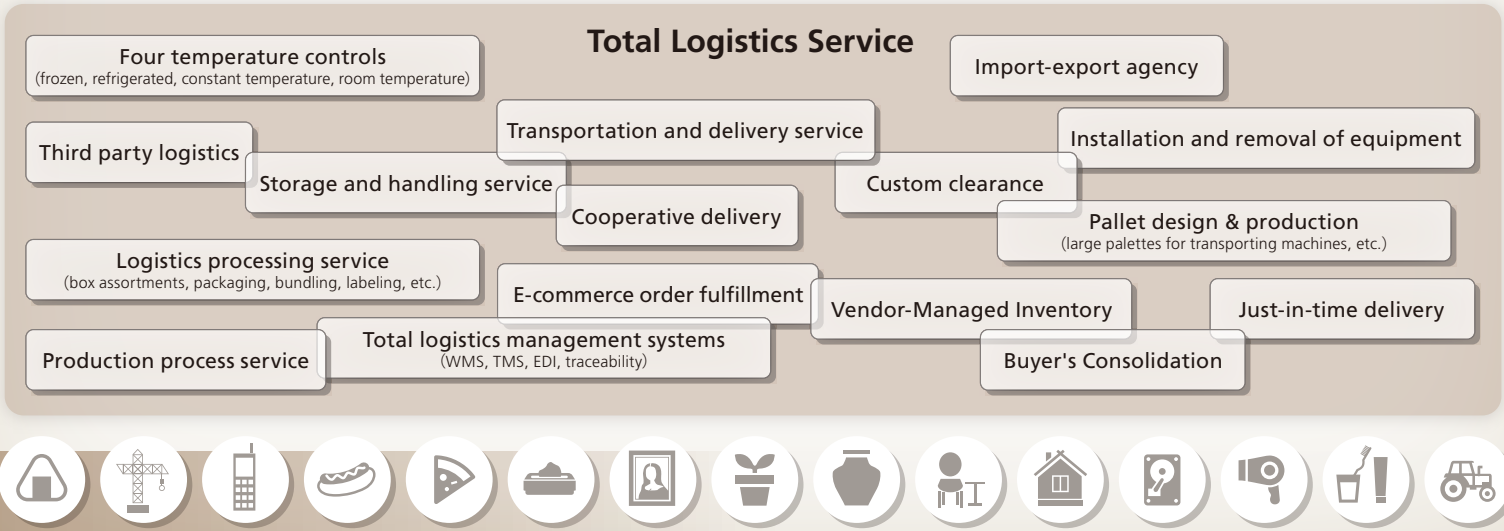 Total Logistics Service
Four temperature controls
(frozen, refrigerated, constant temperature, room temperature)
Import-export agency
Transportation and delivery service
Installation and removal of equipment
Third party logistics
Storage and handling service
Custom clearance
Cooperative delivery
Pallet design & production
(large palettes for transporting machines, etc.)
Logistics processing service
(box assortments, packaging, bundling, labeling, etc.)
E-commerce order fulfillment
Vendor-Managed Inventory
Just-in-time delivery
Total logistics management systems
(WMS, TMS, EDI, traceability)
Production process service
Buyer's Consolidation